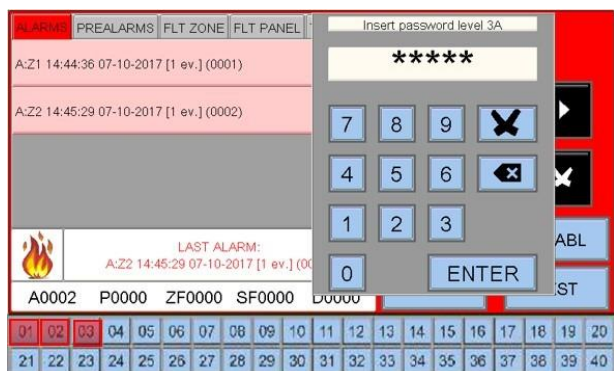 ALARMS PREALARMS FLT ZONE FLT PANEL
Insert password level 3A
*****
A:Z1 14:44:36 07-10-2017 [1 ev.] (0001)
A:Z2 14:45:29 07-10-2017 [1 ev.] (0002)
7 8 9
4 5 6
1 2 3
0 ENTER
ABL
ST
LAST ALARM:
A:Z2 14:45:29 07-10-2017 [1 ev.] (00
A0002 P0000 ZF0000 SF0000 D0000
01 02 03 04 05 06 07 08 09 10 11 12 13 14 15 16 17 18 19 20
21 22 23 24 25 26 27 28 29 30 31 32 33 34 35 36 37 38 39 40